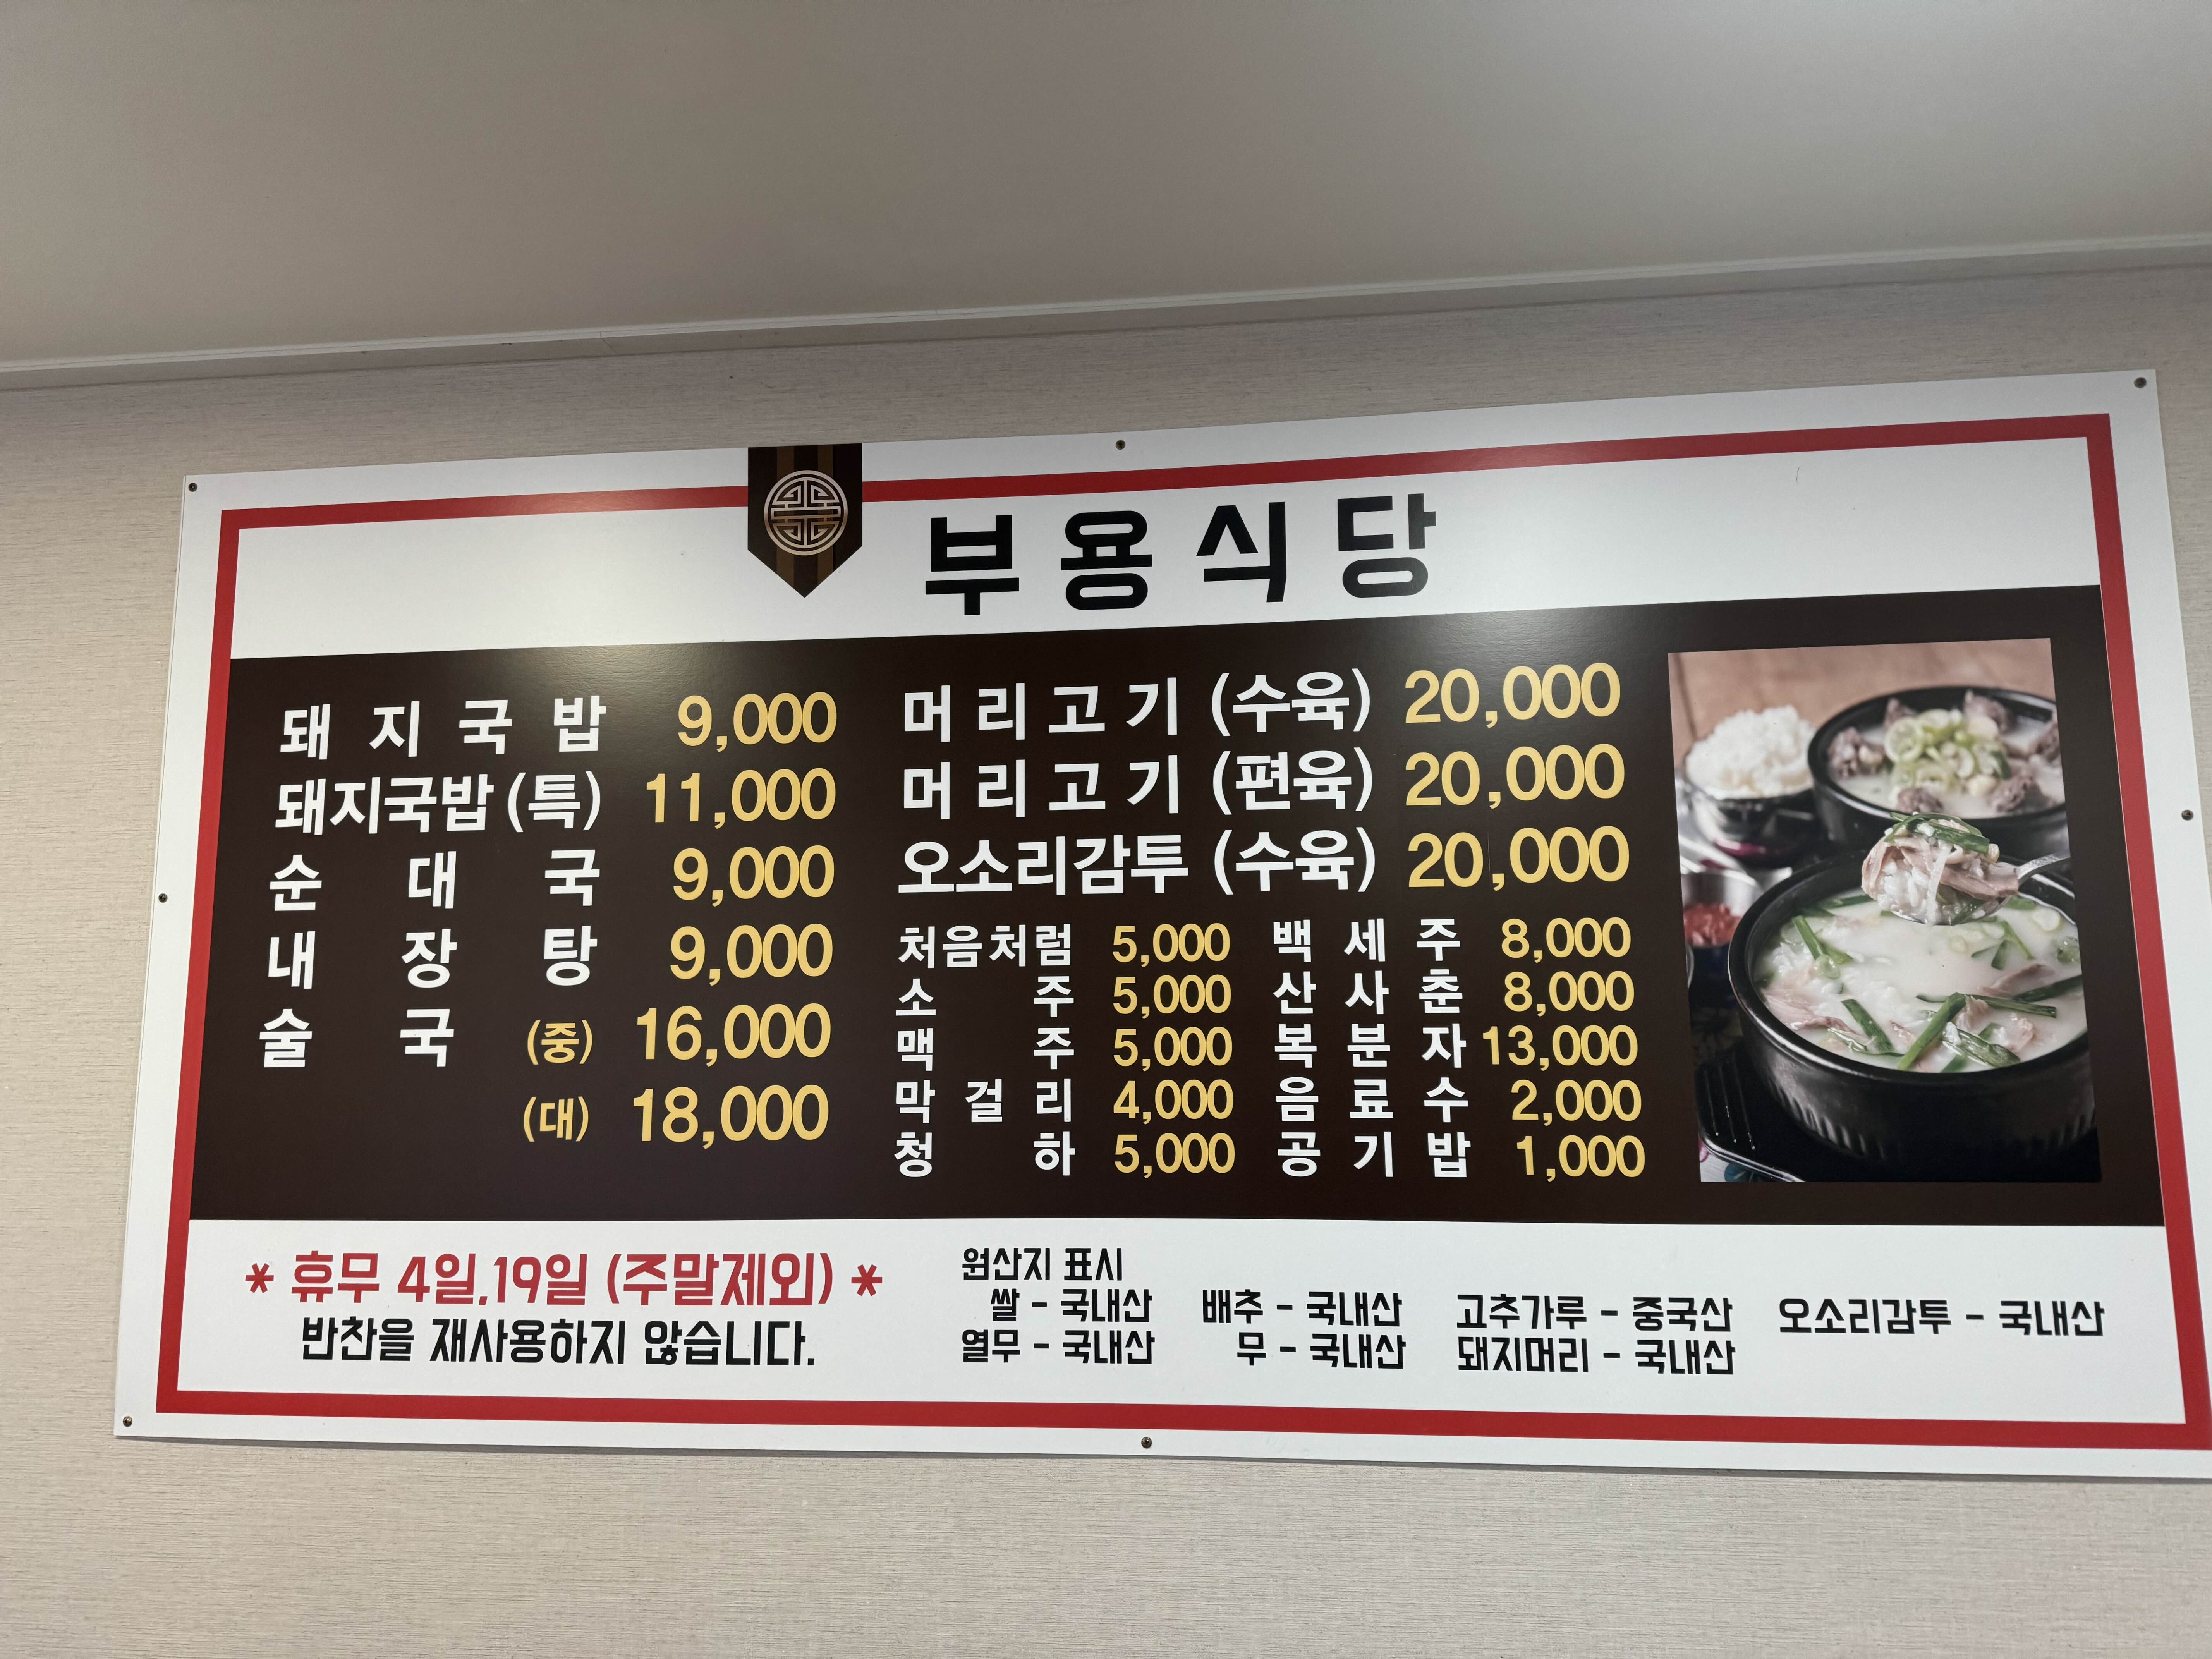 부용식당
돼지국밥 9,000
돼지국밥(특) 11,000
순대국 9,000
내장탕 9,000
술국 (중) 16,000
(대) 18,000
머리고기 (수육) 20,000
머리고기 (편육) 20,000
오소리감투 (수육) 20,000
처음처럼 5,000
소주 5,000
맥주 5,000
막걸리 4,000
청하 5,000
백세주 8,000
산사춘 8,000
복분자 13,000
음료수 2,000
공기밥 1,000
* 휴무 4일,19일 (주말제외) *
반찬을 재사용하지 않습니다.
원산지 표시
쌀 - 국내산 배추 - 국내산 고추가루 - 중국산 오소리감투 - 국내산
열무 - 국내산 무 - 국내산 돼지머리 - 국내산